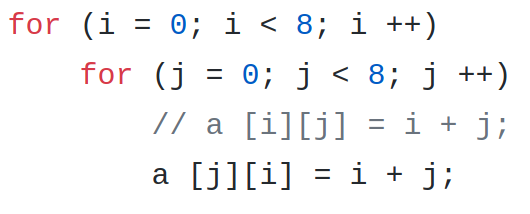 for (i = 0; i < 8; i ++)
for (j = 0; j < 8; j ++)
// a [i][j] = i + j;
a [j][i] = i + j;